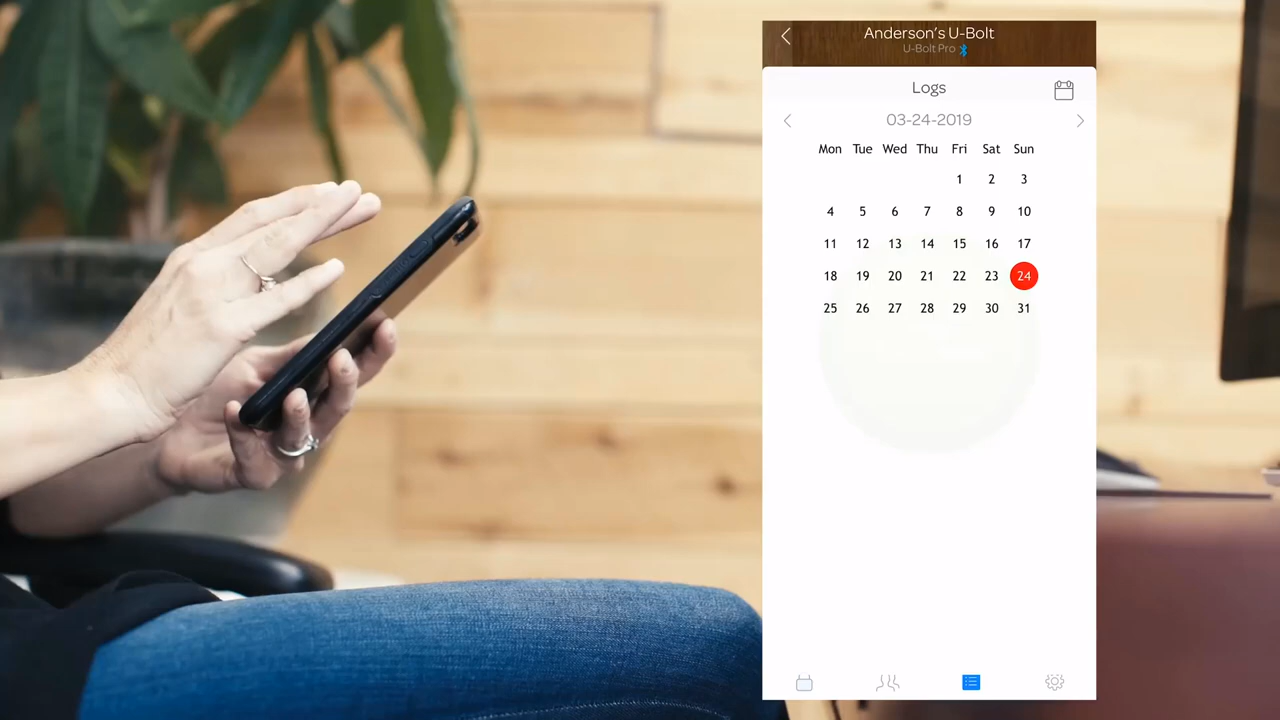 Anderson's U-Bolt
U-Bolt Pro
Logs
03-24-2019
Mon Tue Wed Thu Fri Sat Sun
1 2 3
4 5 6 7 8 9 10
11 12 13 14 15 16 17
18 19 20 21 22 23 24
25 26 27 28 29 30 31